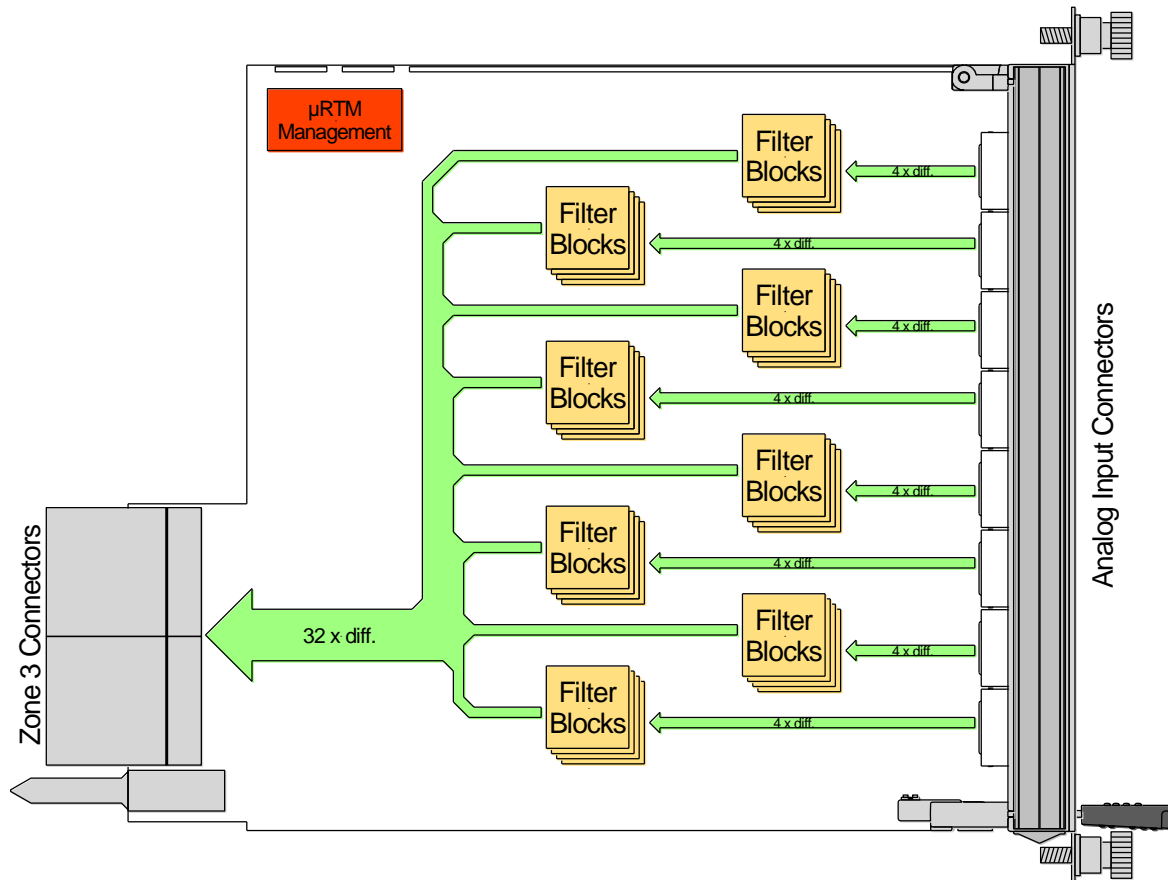 µRTM
Management
Filter
Blocks
4 x diff.
Filter
Blocks
4 x diff.
Filter
Blocks
4 x diff.
Filter
Blocks
4 x diff.
Filter
Blocks
4 x diff.
Filter
Blocks
4 x diff.
Filter
Blocks
4 x diff.
Filter
Blocks
4 x diff.
32 x diff.
Zone 3 Connectors
Analog Input Connectors